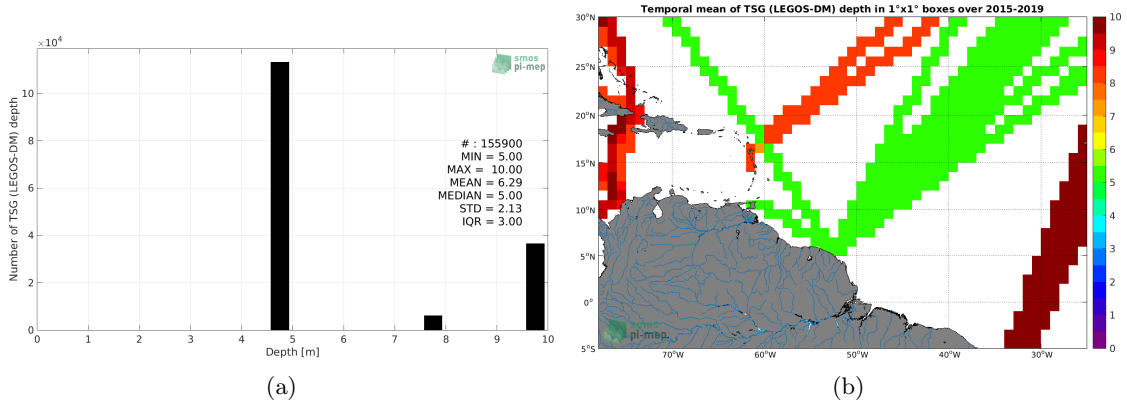 ×10⁴
10
8
6
4
2
0
Number of TSG (LEGOS-DM) depth
smos
pi-mep
# : 155900
MIN = 5.00
MAX = 10.00
MEAN = 6.29
MEDIAN = 5.00
STD = 2.13
IQR = 3.00
0 1 2 3 4 5 6 7 8 9 10
Depth [m]
(a)
Temporal mean of TSG (LEGOS-DM) depth in 1°x1° boxes over 2015-2019
30°N
25°N
20°N
15°N
10°N
5°N
0°
5°S
70°W 60°W 50°W 40°W 30°W
smos
pi-mep
10
9
8
7
6
5
4
3
2
1
0
(b)